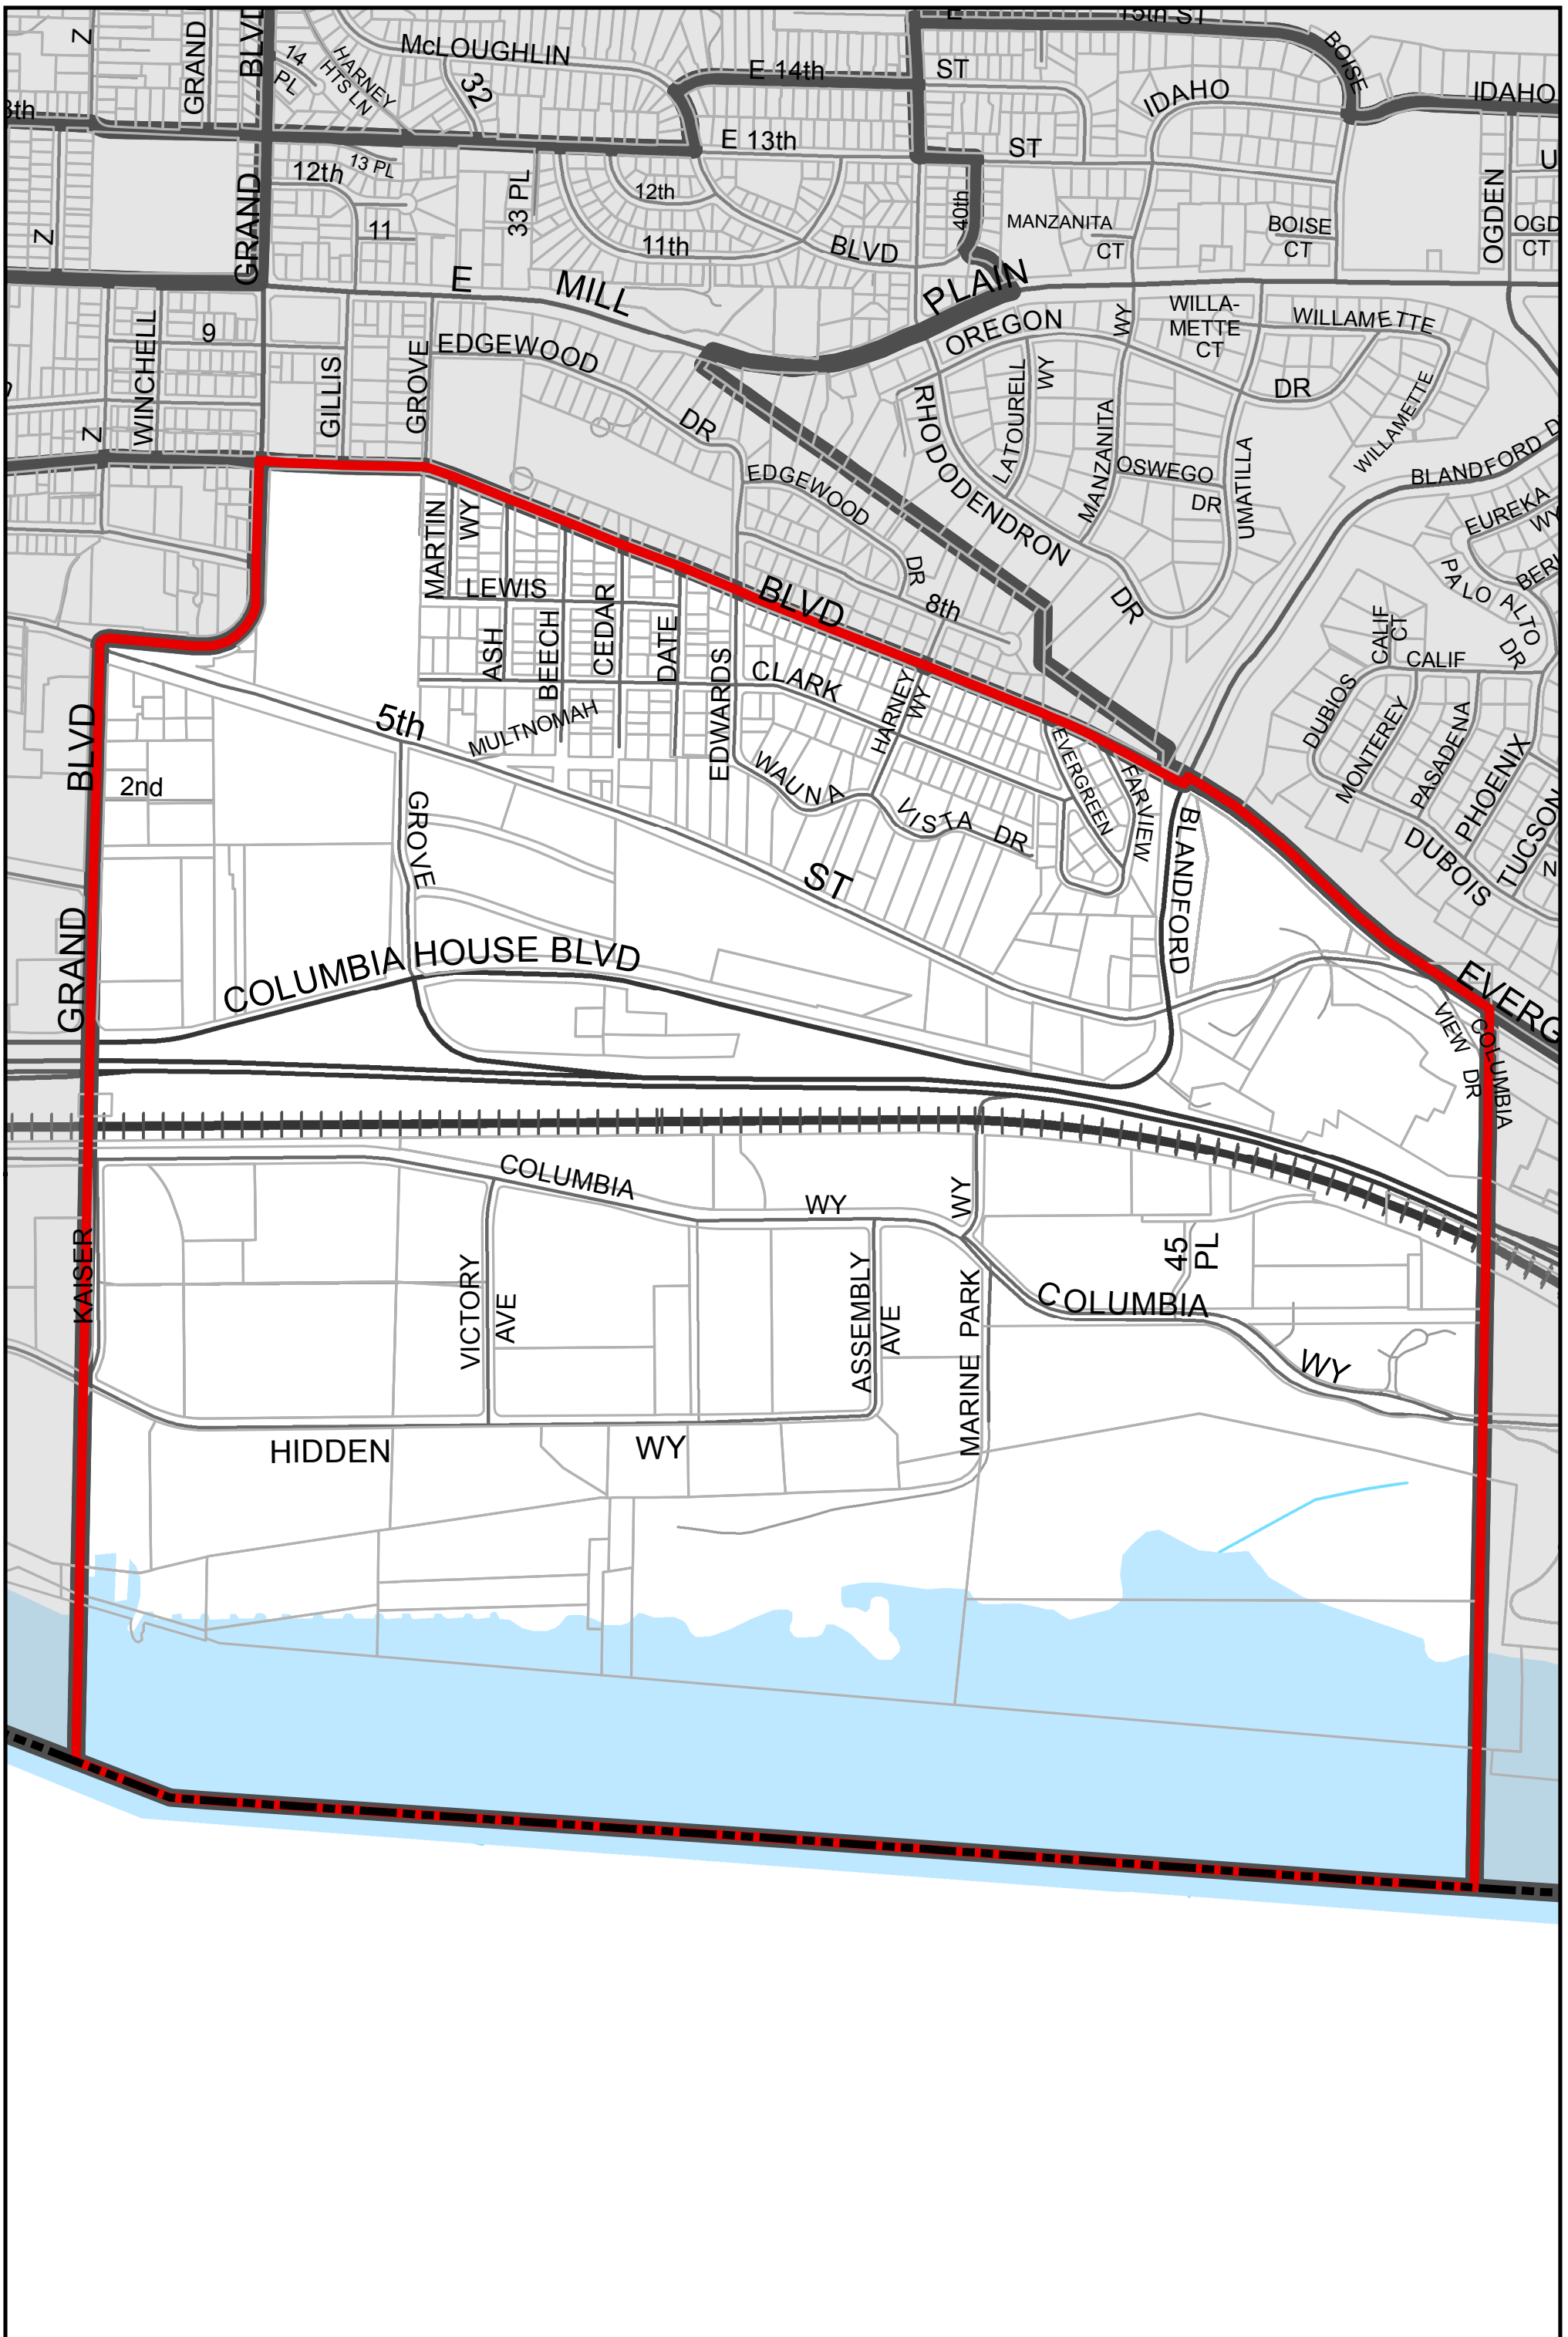 Z
GRAND
BLVD
14
PL
HARNEY
HTS LN
McLOUGHLIN
32
E 14th
ST
E
15th ST
BOISE
IDAHO
IDAHO
E 13th
ST
12th
13 PL
11
33 PL
12th
11th
BLVD
40th
MANZANITA
CT
BOISE
CT
OGDEN
OGD
CT
U
Z
GRAND
E
MILL
PLAIN
WINCHELL
9
Z
GILLIS
GROVE
EDGEWOOD
DR
OREGON
WY
WILLA-
METTE
CT
WILLAMETTE
DR
WILLAMETTE
RHODODENDRON
DR
LATOURELL
WY
MANZANITA
OSWEGO
DR
UMATILLA
BLANDFORD D
EUREKA
WY
PALO ALTO
DR
CALIF
CT
CALIF
DUBIOS
MONTEREY
PASADENA
PHOENIX
TUCSON
DUBOIS
Z
EDGEWOOD
DR
8th
BLVD
MARTIN
WY
LEWIS
ASH
BEECH
CEDAR
DATE
EDWARDS
CLARK
HARNEY
WY
MULTNOMAH
WAUNA
VISTA DR
EVERGREEN
FARVIEW
BLANDFORD
5th
ST
BLVD
GRAND
2nd
GROVE
COLUMBIA HOUSE BLVD
EVERG
VIEW DR
COLUMBIA
KAISER
COLUMBIA
WY
WY
VICTORY
AVE
ASSEMBLY
AVE
MARINE PARK
45
PL
COLUMBIA
WY
HIDDEN
WY